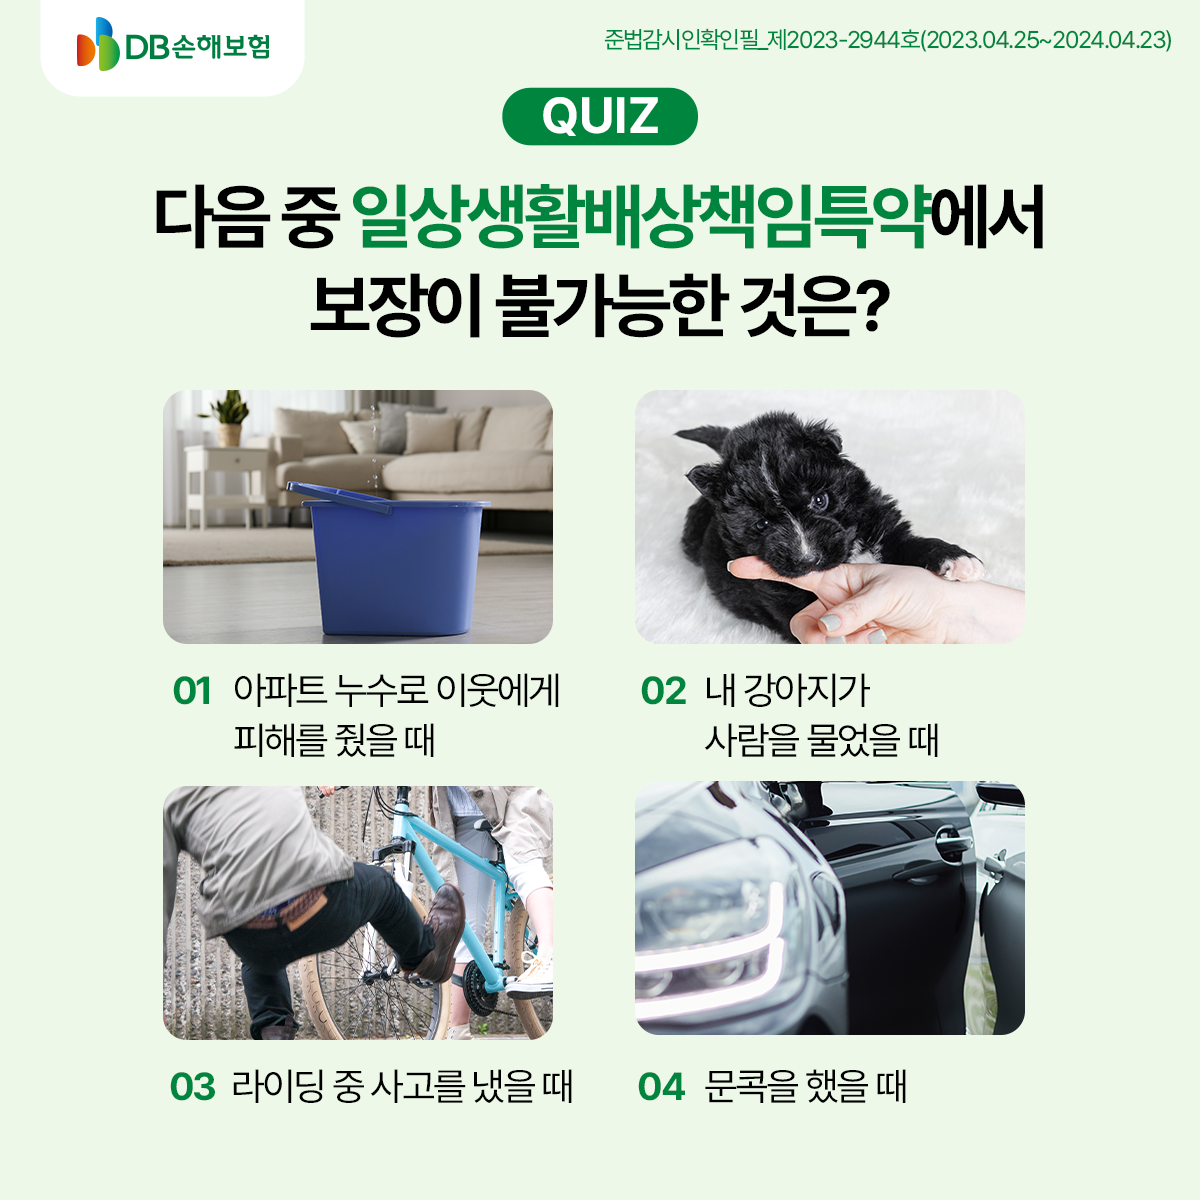 DB손해보험
준법감시인확인필_제2023-2944호(2023.04.25~2024.04.23)
QUIZ
다음 중 일상생활배상책임특약에서
보장이 불가능한 것은?
01 아파트 누수로 이웃에게
피해를 줬을 때
02 내 강아지가
사람을 물었을 때
03 라이딩 중 사고를 냈을 때
04 문콕을 했을 때